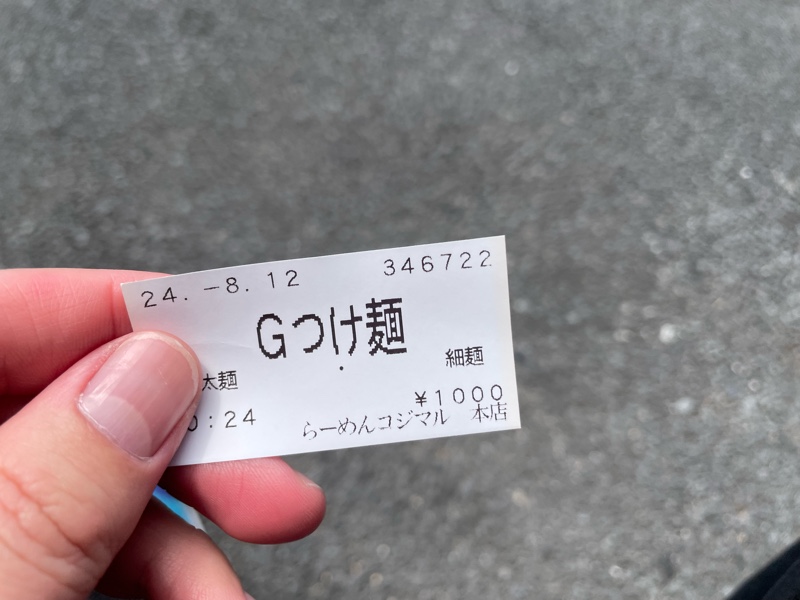 24.-8.12 346722
Gつけ麺
太麺 細麺
:24 ¥1000
らーめんコジマル 本店